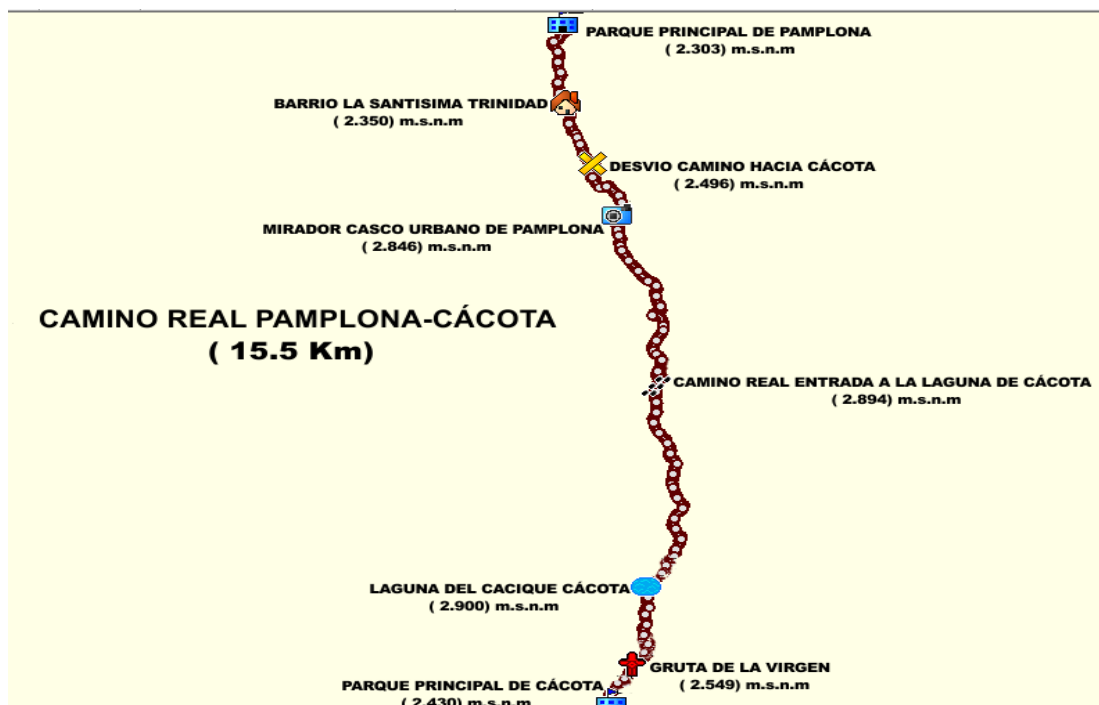 PARQUE PRINCIPAL DE PAMPLONA
( 2.303) m.s.n.m
BARRIO LA SANTISIMA TRINIDAD
( 2.350) m.s.n.m
DESVIO CAMINO HACIA CÁCOTA
( 2.496) m.s.n.m
MIRADOR CASCO URBANO DE PAMPLONA
( 2.846) m.s.n.m
CAMINO REAL PAMPLONA-CÁCOTA
( 15.5 Km)
CAMINO REAL ENTRADA A LA LAGUNA DE CÁCOTA
( 2.894) m.s.n.m
LAGUNA DEL CACIQUE CÁCOTA
( 2.900) m.s.n.m
GRUTA DE LA VIRGEN
( 2.549) m.s.n.m
PARQUE PRINCIPAL DE CÁCOTA
( 2.430) m.s.n.m